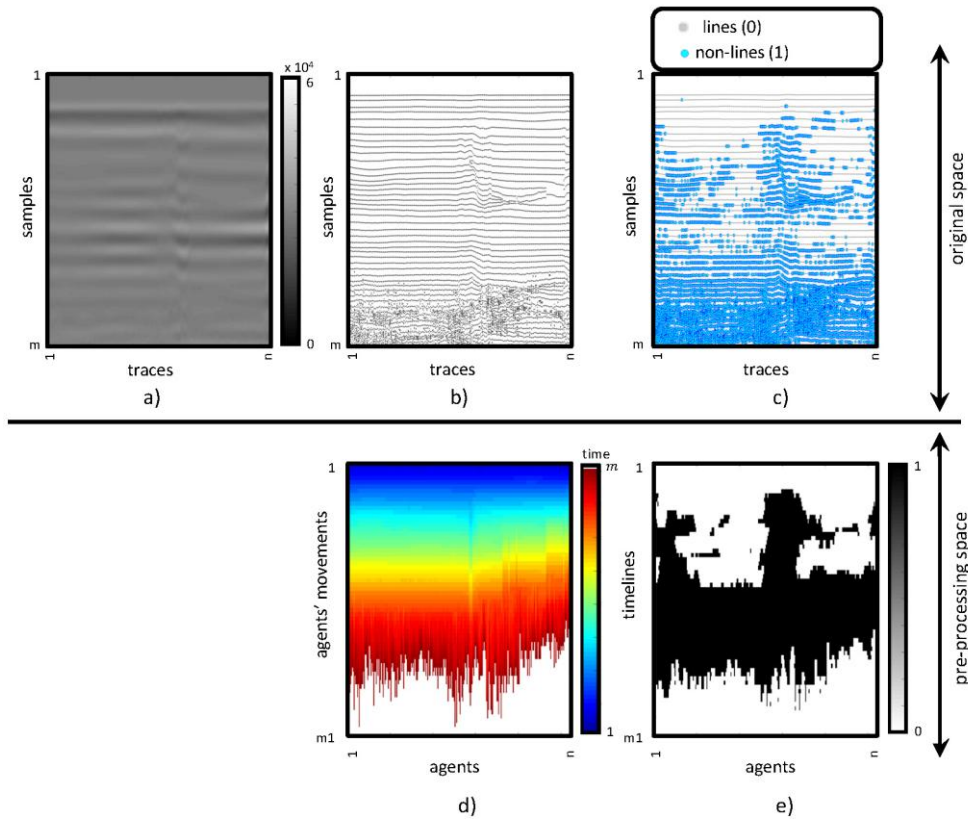 lines (0)
non-lines (1)
x 10⁴
1
6
samples
m
0
1
n
traces
a)
1
samples
m
1
n
traces
b)
1
samples
m
1
n
traces
c)
original space
1
agents' movements
m1
1
n
agents
d)
time
m
1
1
timelines
m1
1
n
agents
e)
1
0
pre-processing space